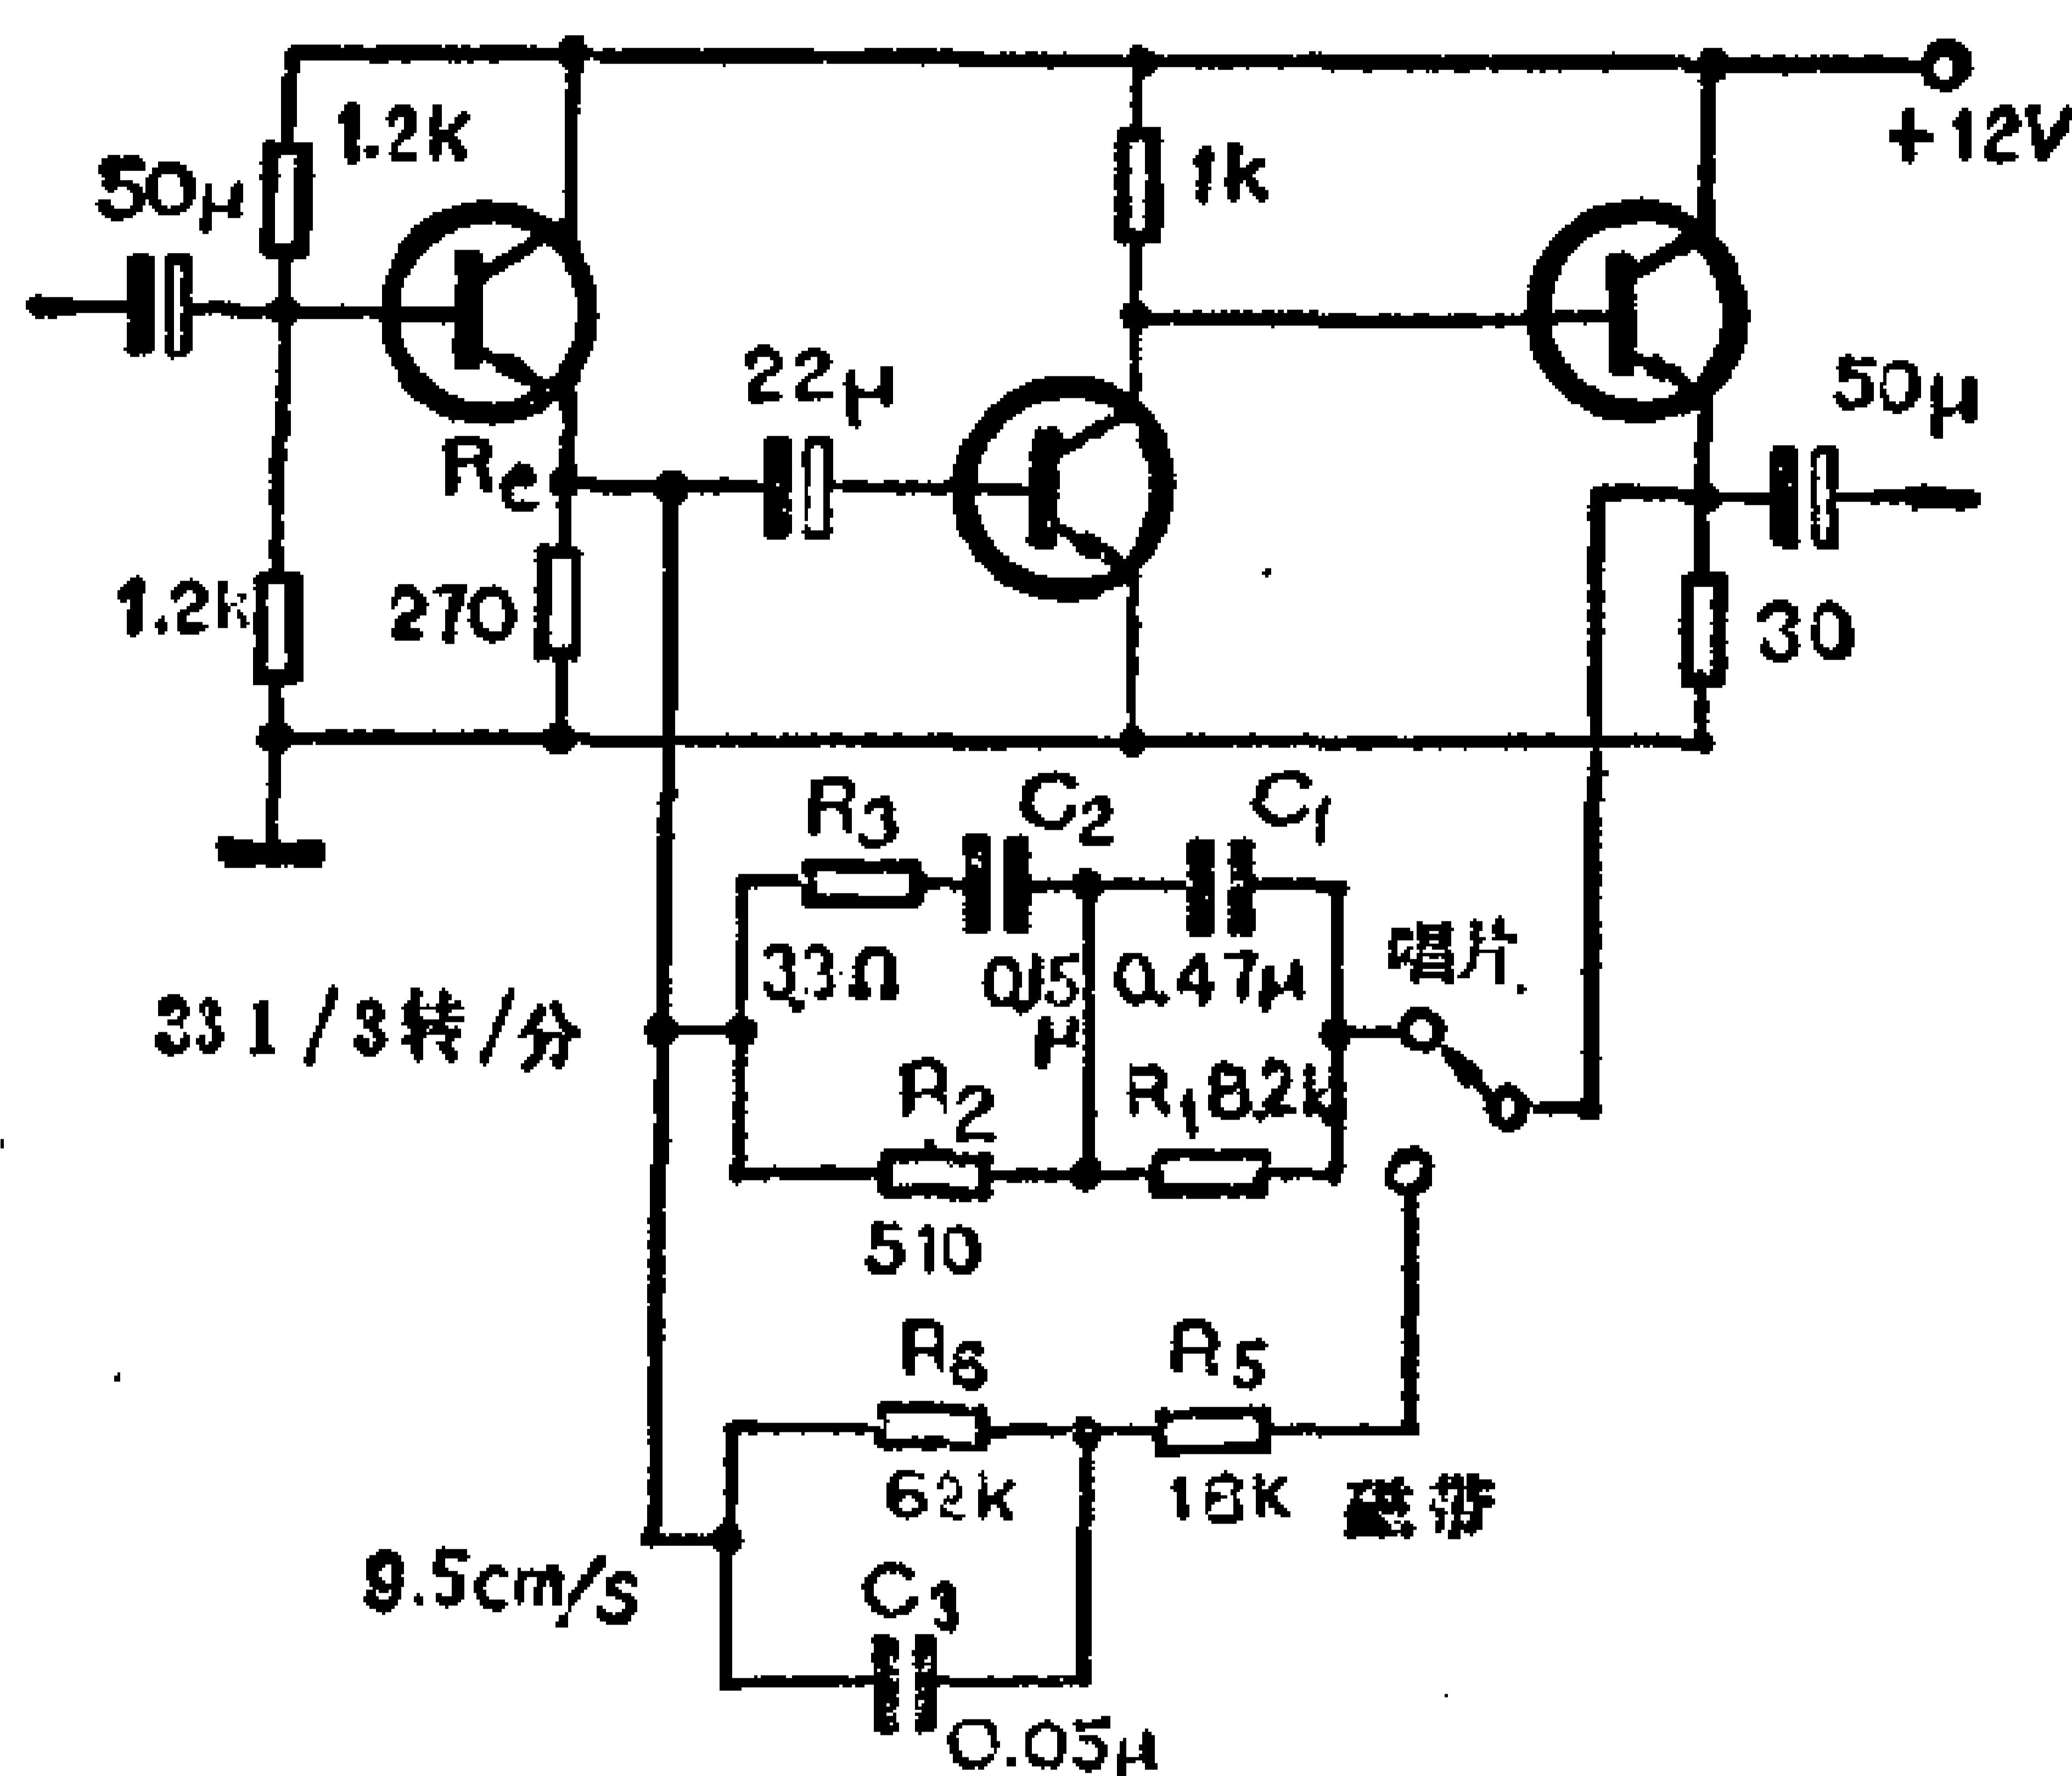 1.2K
1k
+12V
50μ
22μ
50μ
Re
1.2k
270
30
R3 C2 C1
33Ω 0.15μ 0.47μ 唱片
33 1/3转/分
R2 R1 8.2k
510
R6 R5
62K 18K 磁带
9.5cm/s
C3
0.05μ